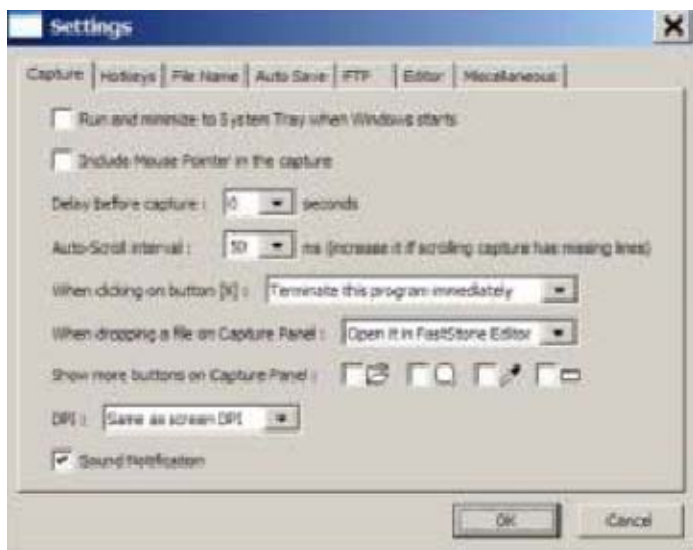 Settings
Capture Hotkeys File Name Auto Save FTP Editor Miscellaneous
Run and minimize to System Tray when Windows starts
Include Mouse Pointer in the capture
Delay before capture : 0 seconds
Auto-Scroll interval : 50 ms (increase it if scrolling capture has missing lines)
When clicking on button [X] : Terminate this program immediately
When dropping a file on Capture Panel : Open it in FastStone Editor
Show more buttons on Capture Panel :
DPI : Same as screen DPI
Sound Notification
OK Cancel